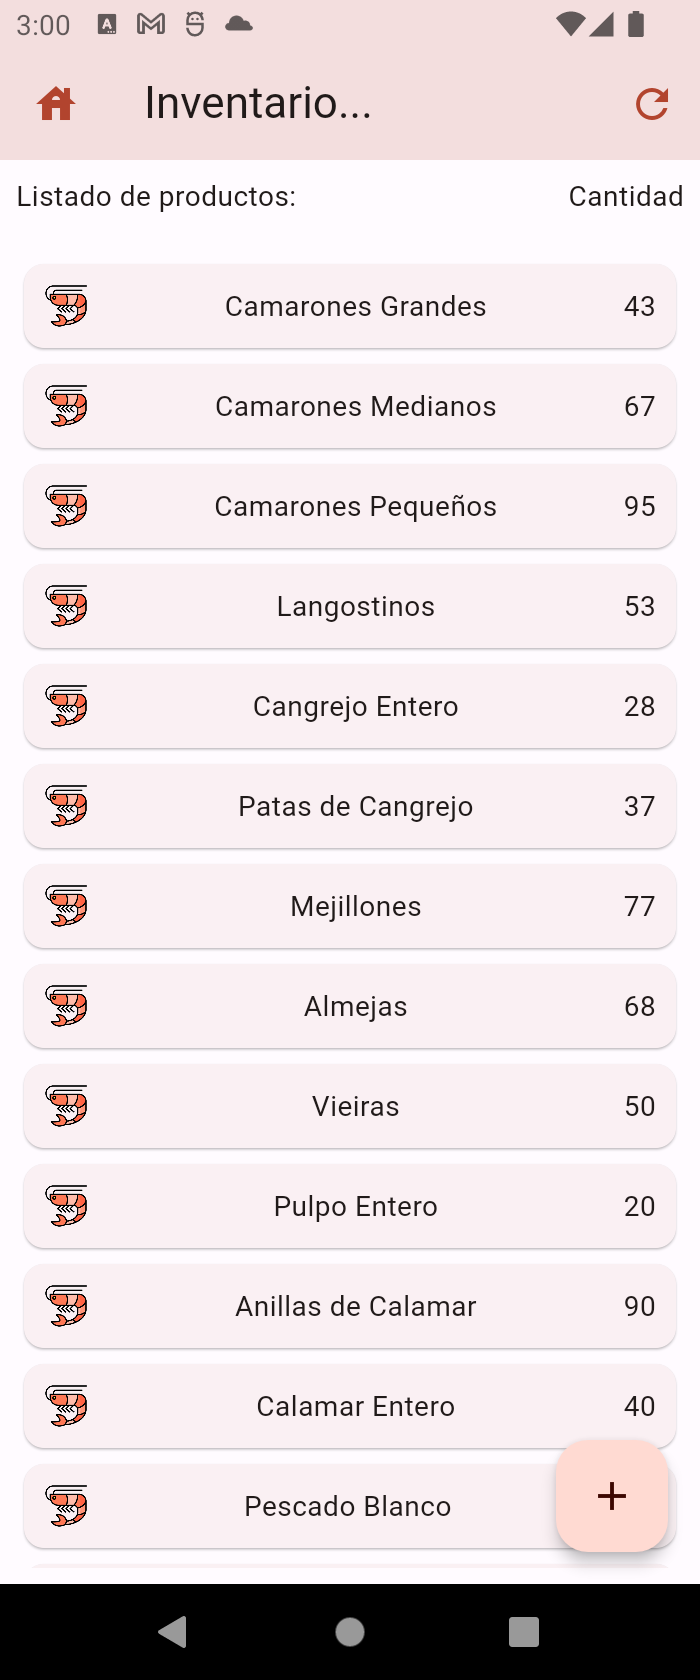 3:00
Inventario...
Listado de productos: Cantidad
Camarones Grandes 43
Camarones Medianos 67
Camarones Pequeños 95
Langostinos 53
Cangrejo Entero 28
Patas de Cangrejo 37
Mejillones 77
Almejas 68
Vieiras 50
Pulpo Entero 20
Anillas de Calamar 90
Calamar Entero 40
Pescado Blanco